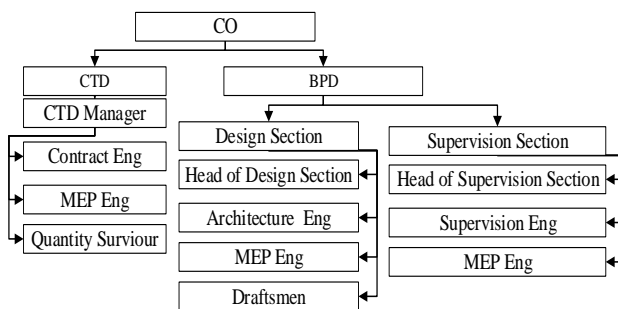 CO
CTD
CTD Manager
Contract Eng
MEP Eng
Quantity Surviour
BPD
Design Section
Head of Design Section
Architecture Eng
MEP Eng
Draftsmen
Supervision Section
Head of Supervision Section
Supervision Eng
MEP Eng